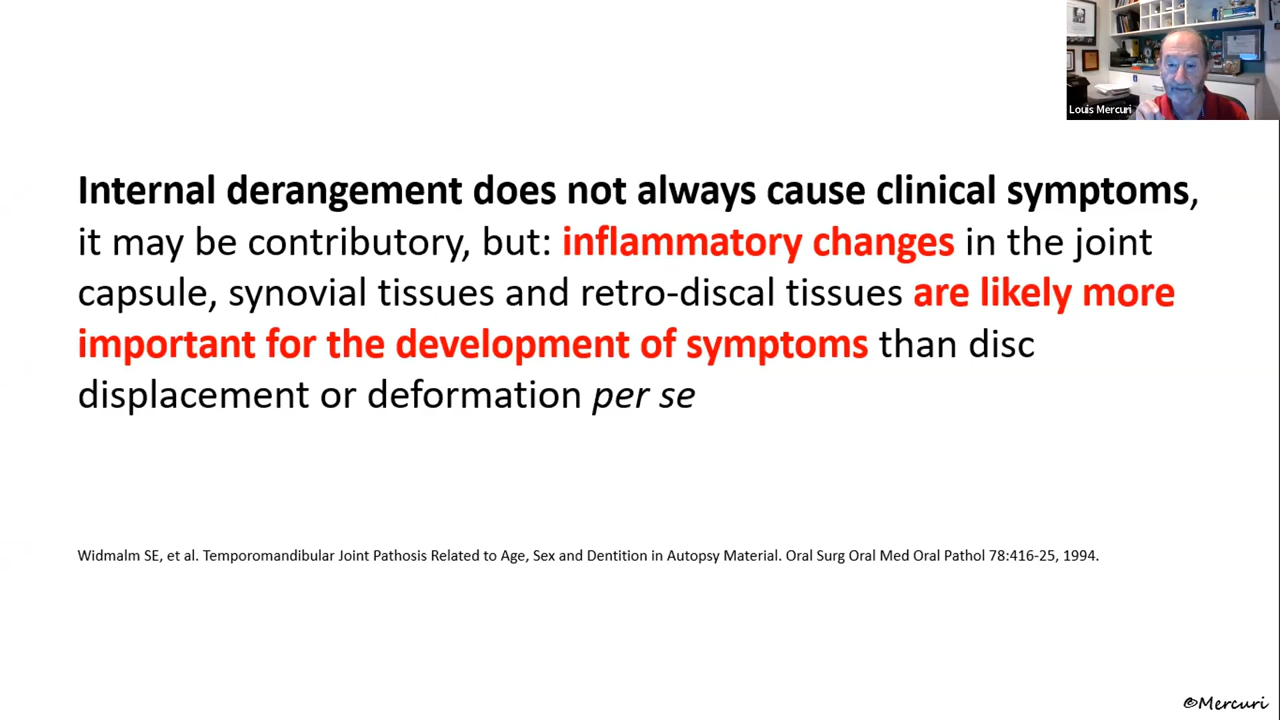 Louis Mercuri
Internal derangement does not always cause clinical symptoms,
it may be contributory, but: inflammatory changes in the joint
capsule, synovial tissues and retro-discal tissues are likely more
important for the development of symptoms than disc
displacement or deformation per se
Widmalm SE, et al. Temporomandibular Joint Pathosis Related to Age, Sex and Dentition in Autopsy Material. Oral Surg Oral Med Oral Pathol 78:416-25, 1994.
©Mercuri